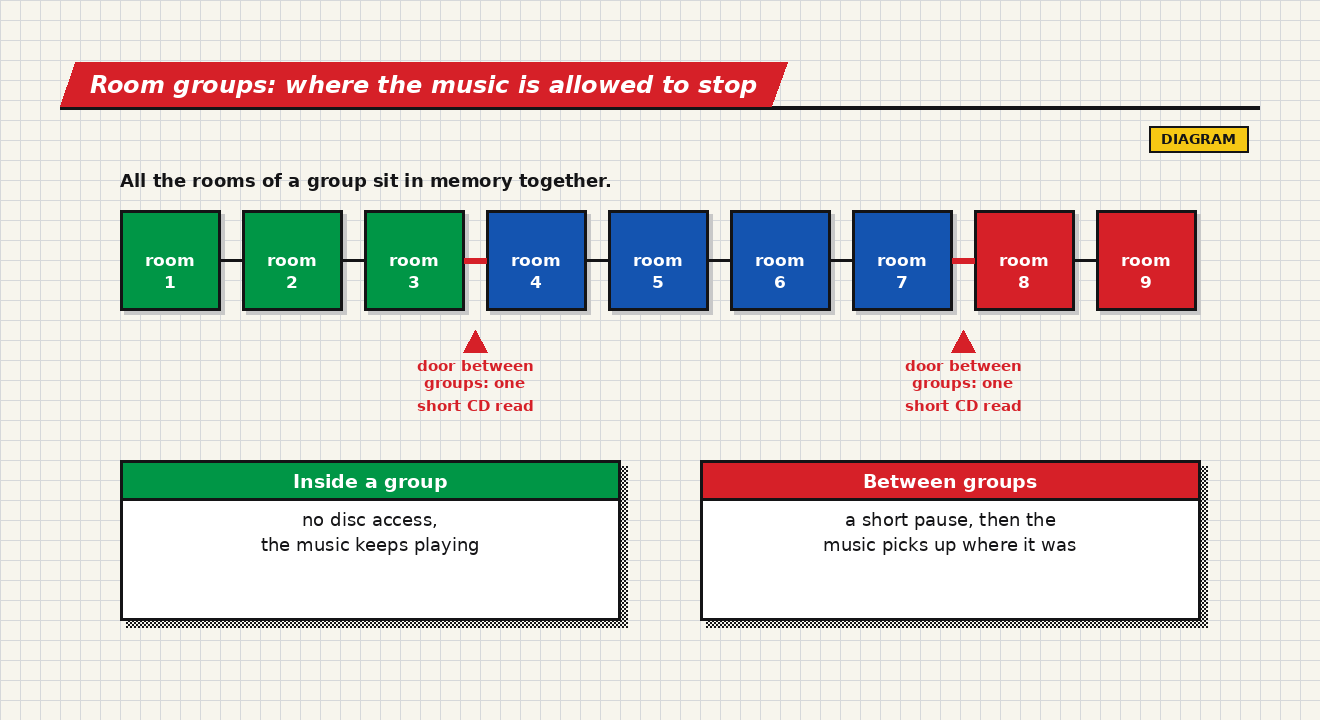 Room groups: where the music is allowed to stop
DIAGRAM
All the rooms of a group sit in memory together.
room
1
room
2
room
3
room
4
room
5
room
6
room
7
room
8
room
9
door between
groups: one
short CD read
door between
groups: one
short CD read
Inside a group
no disc access,
the music keeps playing
Between groups
a short pause, then the
music picks up where it was